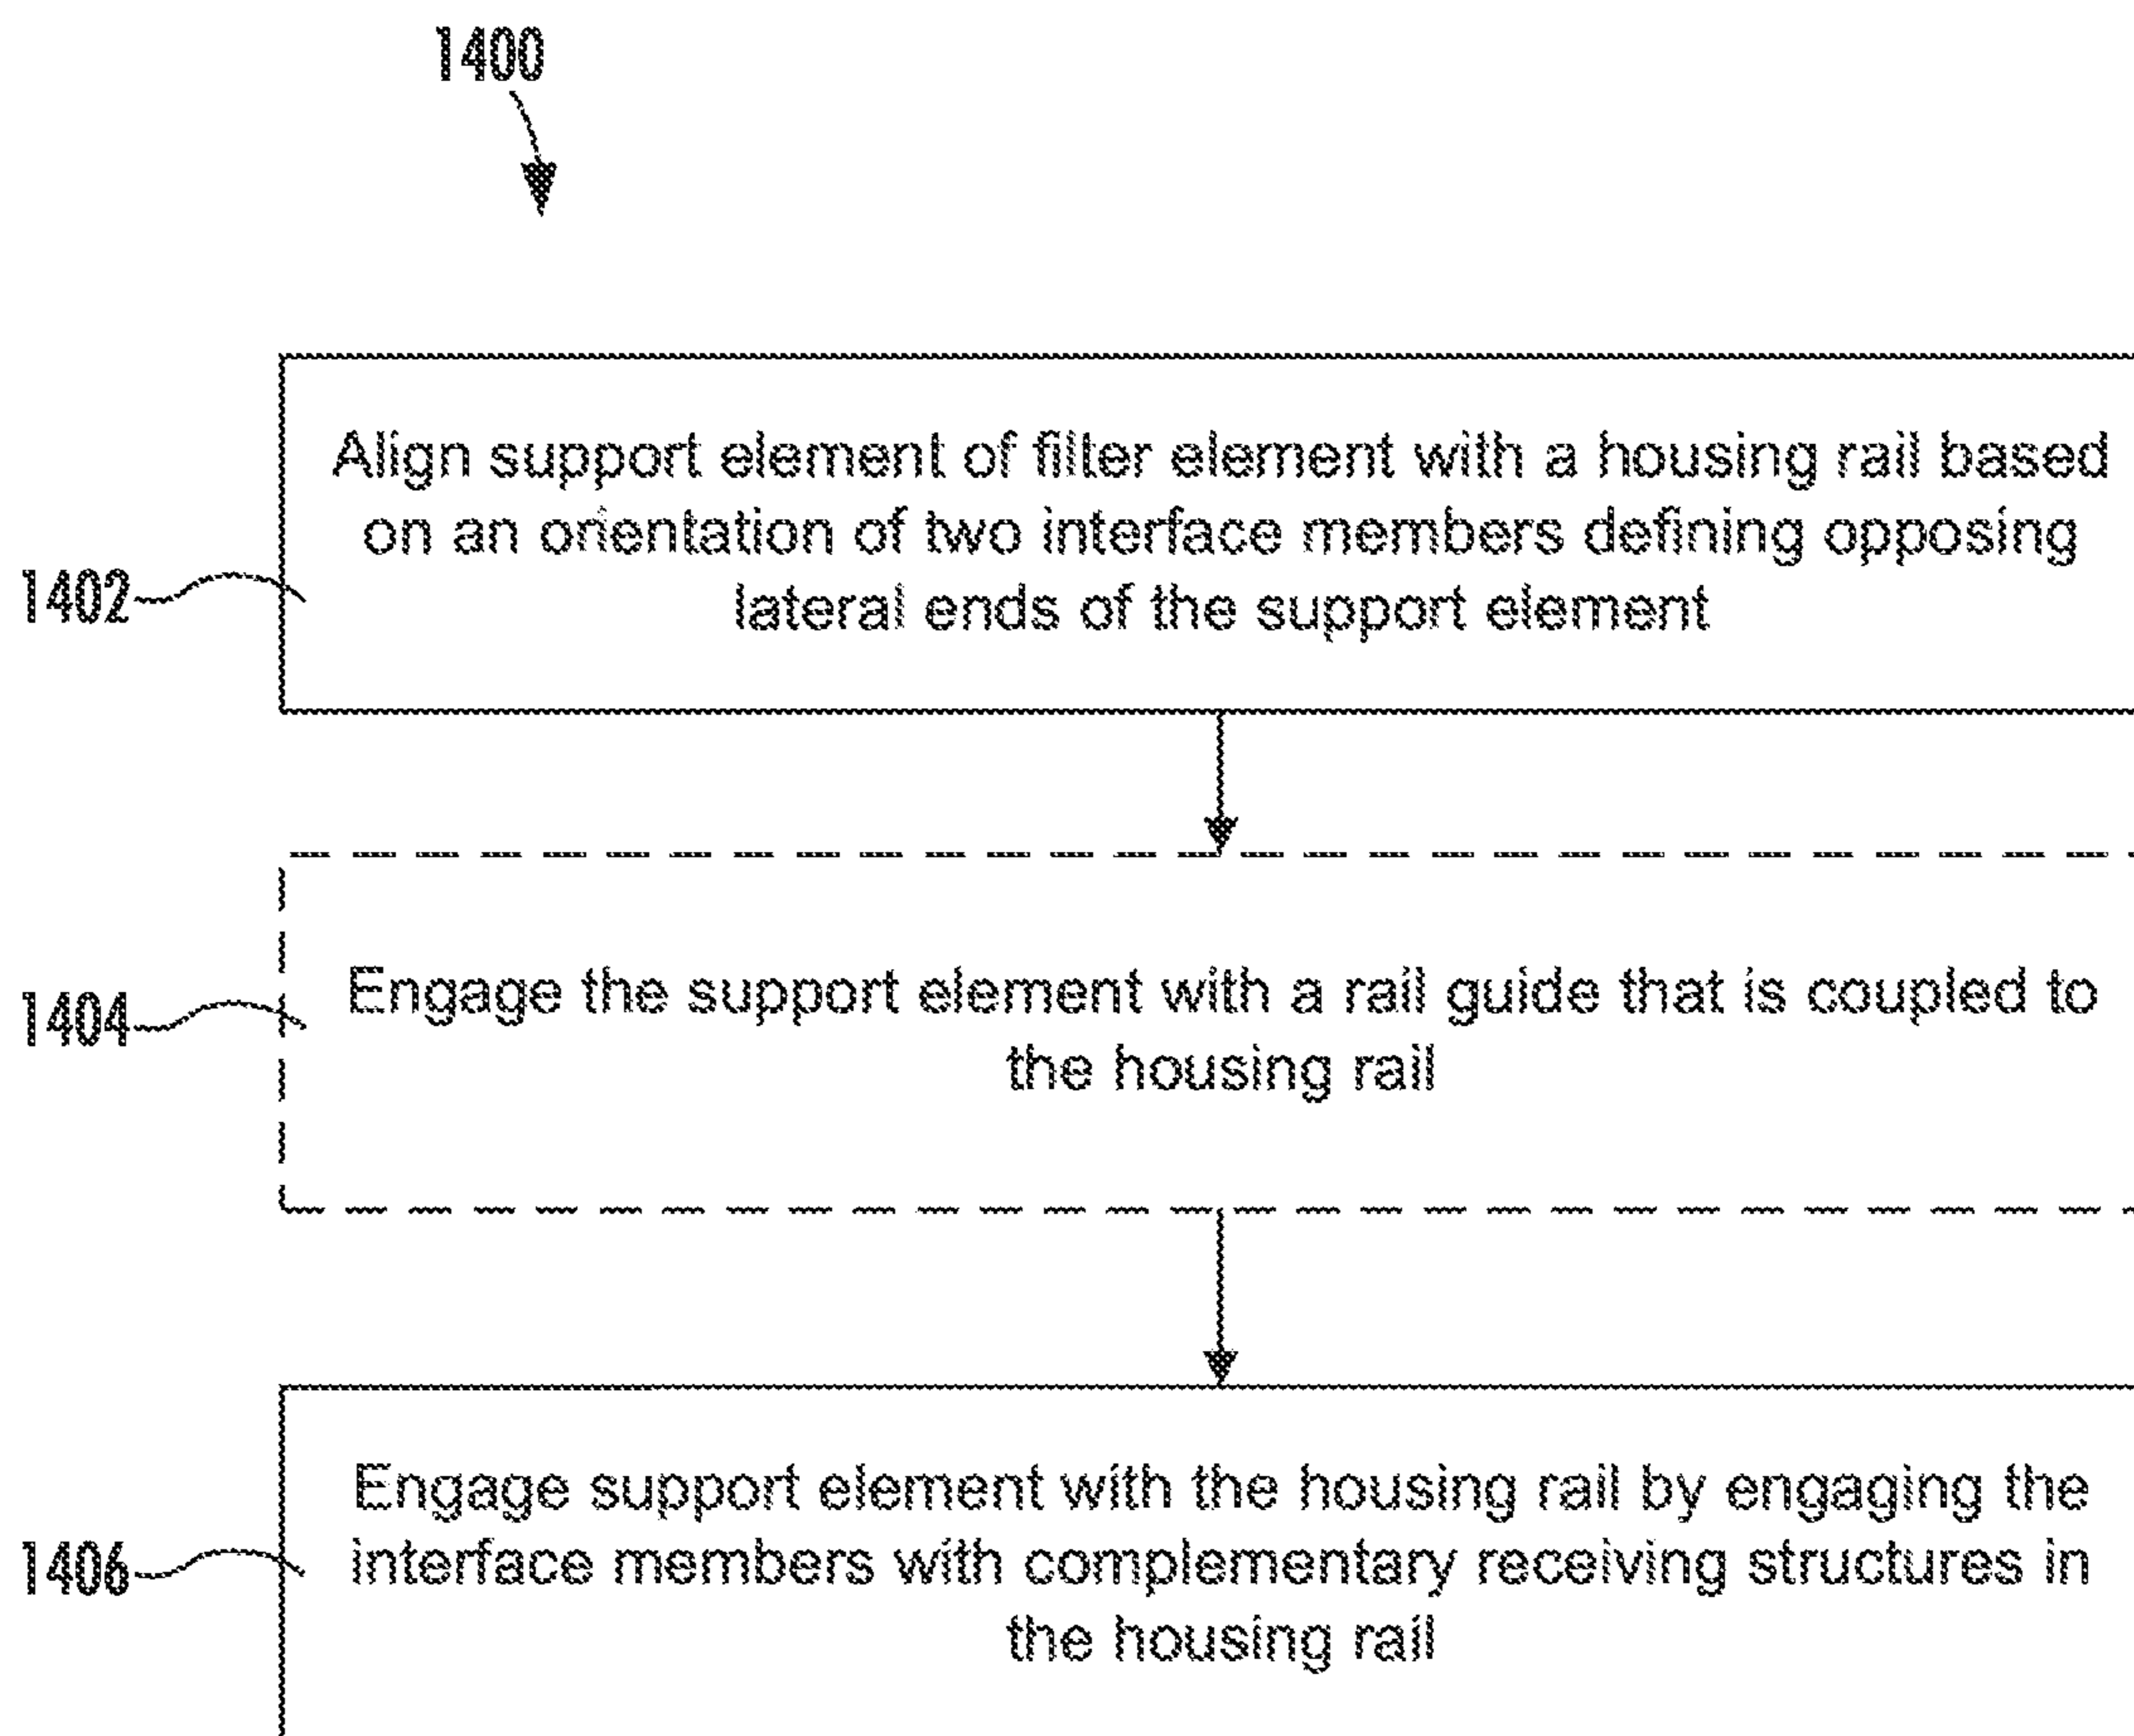 1400
Align support element of filter element with a housing rail based
on an orientation of two interface members defining opposing
lateral ends of the support element
1402
Engage the support element with a rail guide that is coupled to
the housing rail
1404
Engage support element with the housing rail by engaging the
interface members with complementary receiving structures in
the housing rail
1406